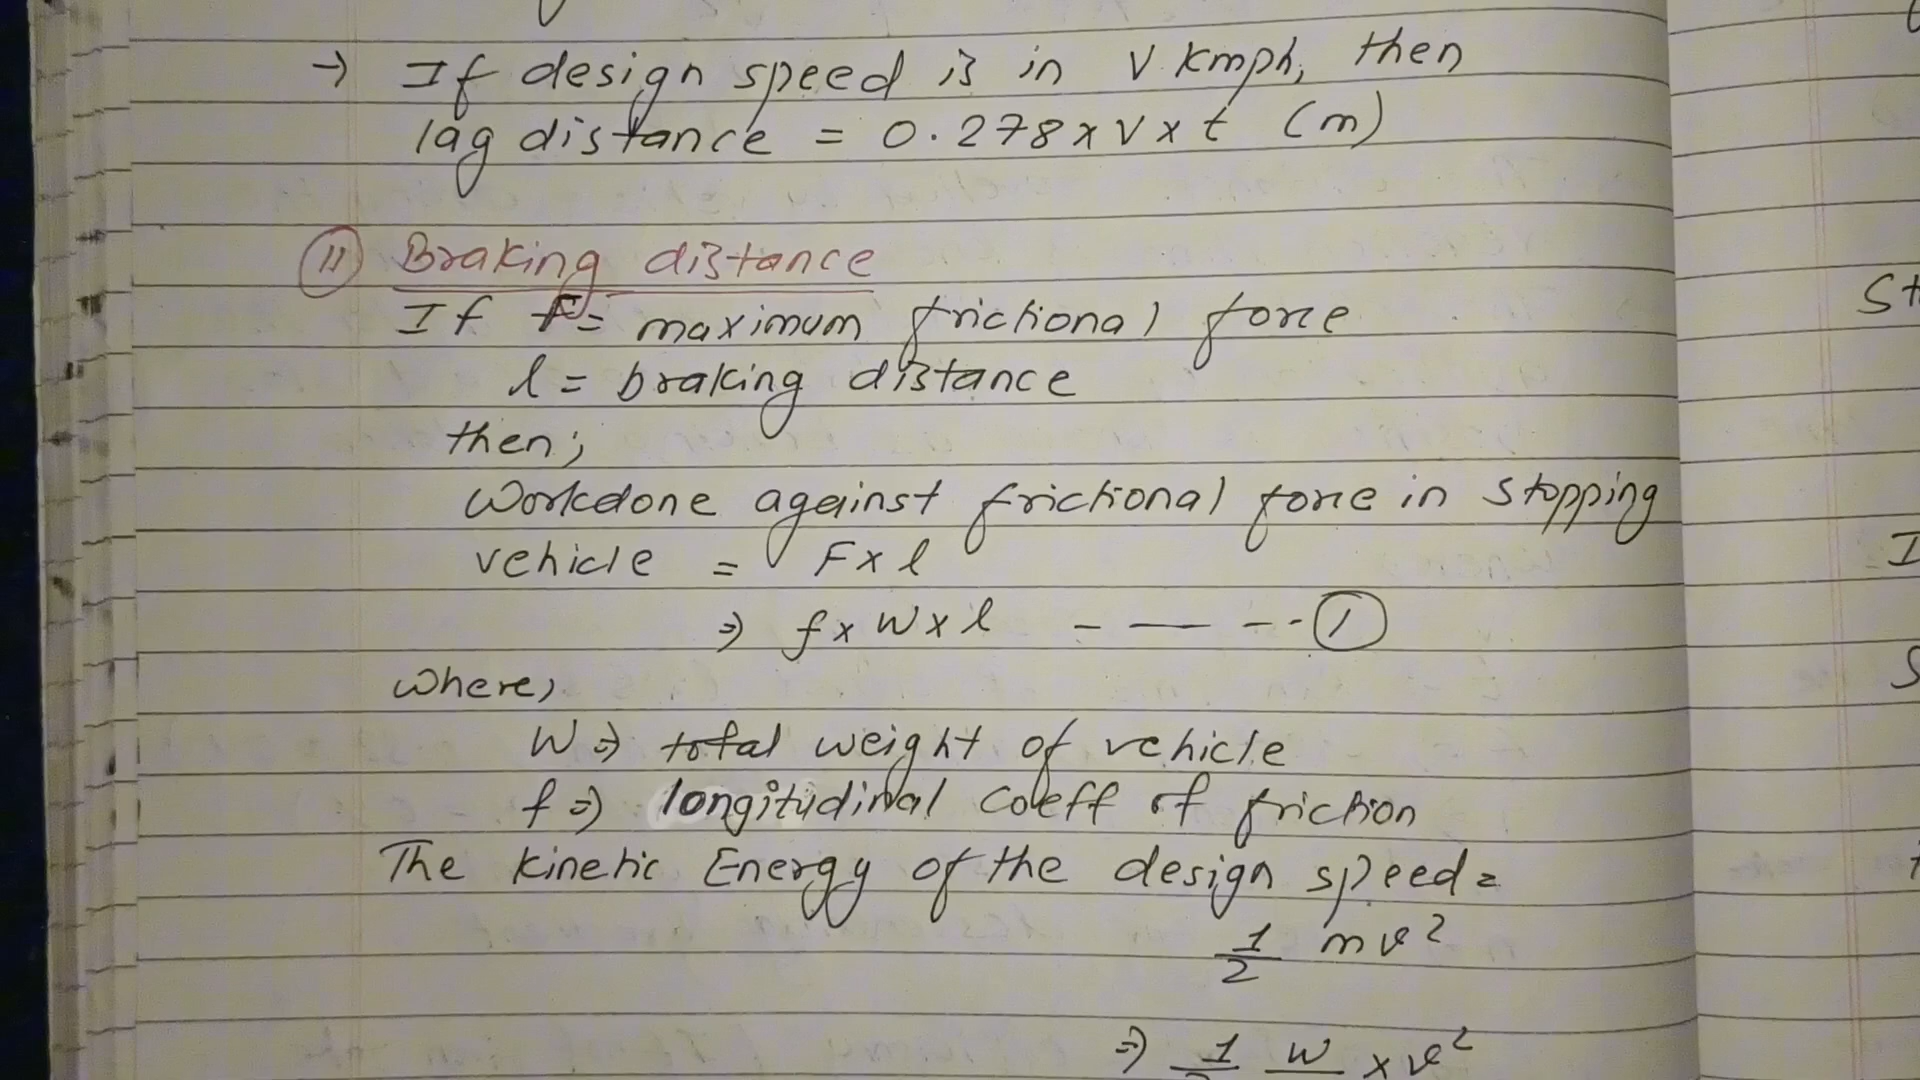 → If design speed is in V kmph, then
lag distance = 0.278 x V x t (m)
(II) Braking distance
If F = maximum frictional force
l = braking distance
then;
Workdone against frictional force in stopping
vehicle = F x l
⇒ f x W x l - — - - - (1)
where,
W ⇒ total weight of vehicle
f ⇒ longitudinal coeff of friction
The Kinetic Energy of the design speed =
1/2 mv²
⇒ 1 W x v²
St
I
S